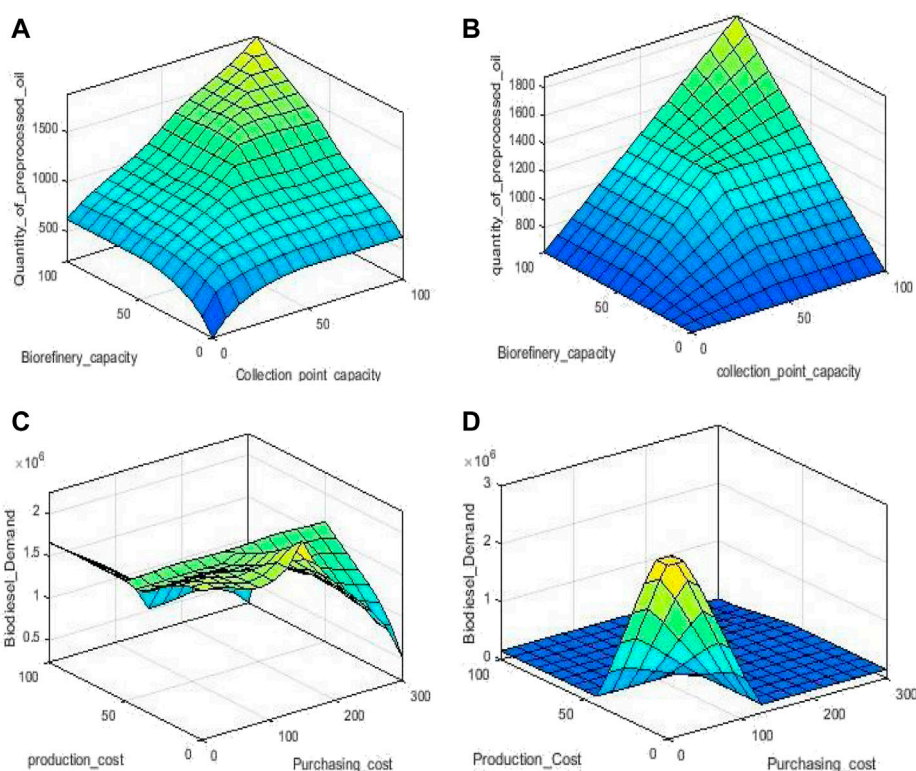 A
Quantity_of_preprocessed_oil
1500
1000
500
100
50
0
0
50
100
Biorefinery_capacity
Collection_point_capacity
B
quantity_of_preprocessed_oil
1800
1600
1400
1200
1000
800
100
50
0
0
50
100
Biorefinery_capacity
collection_point_capacity
C
×10⁶
Biodiesel_Demand
2
1.5
1
0.5
100
50
0
0
100
200
300
production_cost
Purchasing_cost
D
×10⁶
Biodiesel_Demand
3
2
1
0
100
50
0
0
100
200
300
Production_Cost
Purchasing_cost